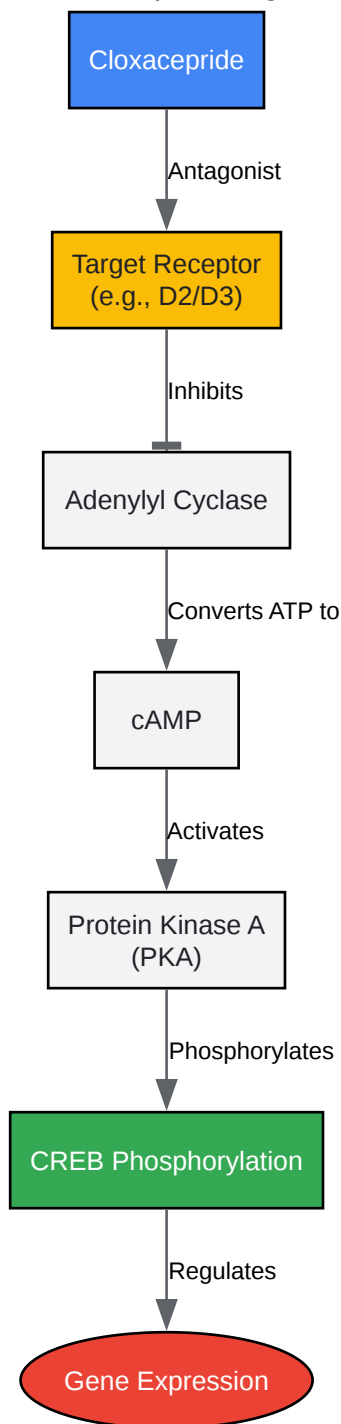 Cloxacepride
Antagonist
Target Receptor
(e.g., D2/D3)
Inhibits
Adenylyl Cyclase
Converts ATP to
cAMP
Activates
Protein Kinase A
(PKA)
Phosphorylates
CREB Phosphorylation
Regulates
Gene Expression